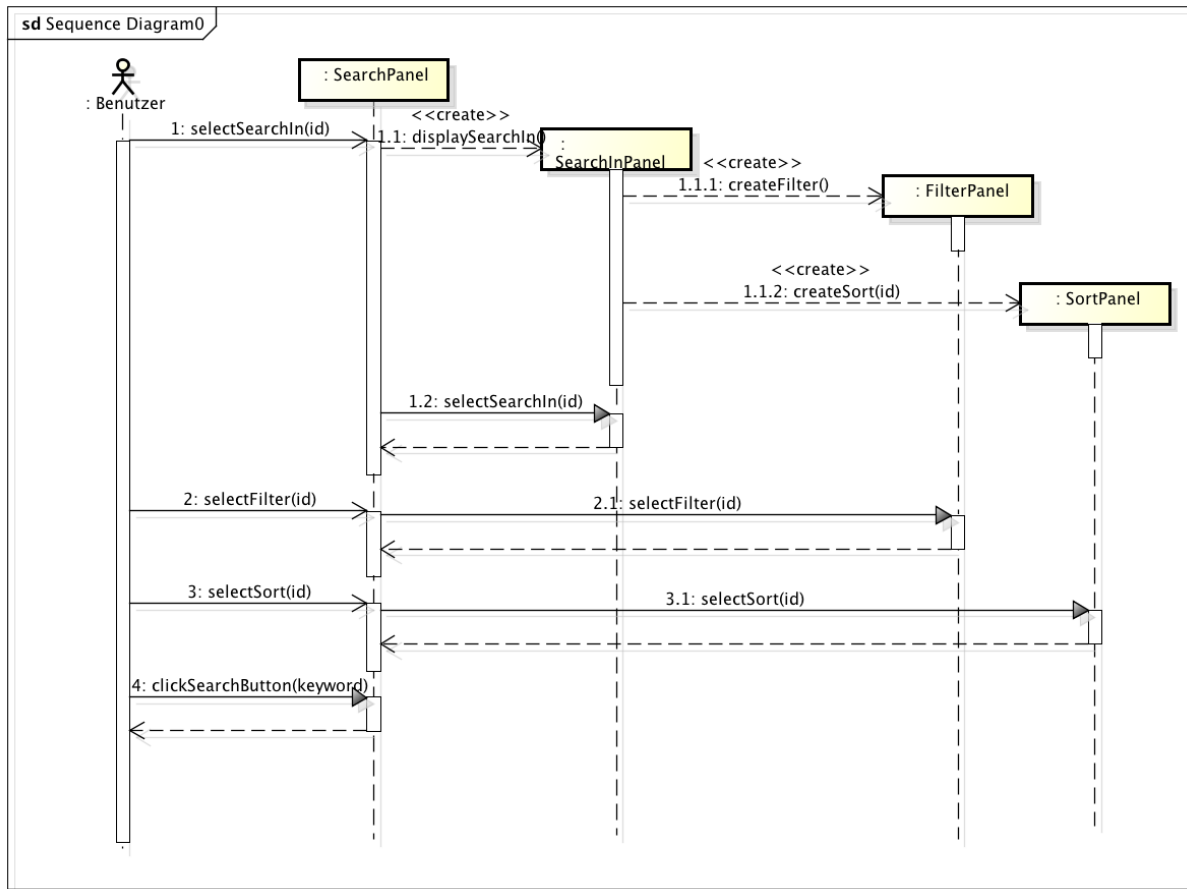 sd Sequence Diagram0
: Benutzer
: SearchPanel
1: selectSearchIn(id)
<<create>>
1.1: displaySearchIn()
:
SearchInPanel
<<create>>
1.1.1: createFilter()
: FilterPanel
<<create>>
1.1.2: createSort(id)
: SortPanel
1.2: selectSearchIn(id)
2: selectFilter(id)
2.1: selectFilter(id)
3: selectSort(id)
3.1: selectSort(id)
4: clickSearchButton(keyword)